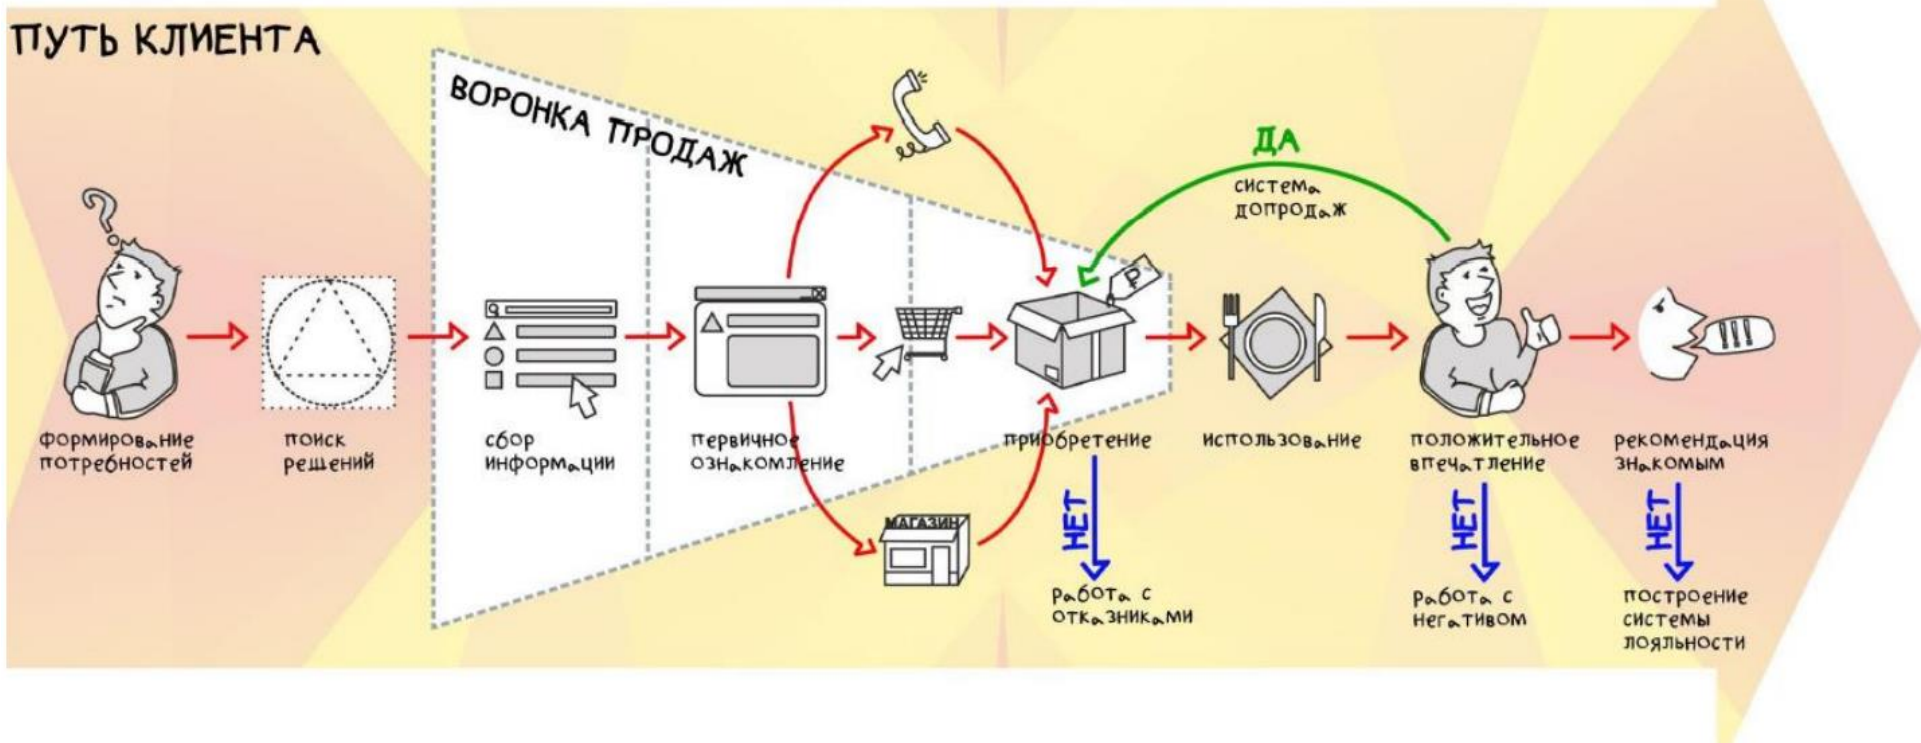 ПУТЬ КЛИЕНТА
ВОРОНКА ПРОДАЖ
ДА
система
допродаж
?
₽
формирование
потребностей
поиск
решений
сбор
информации
первичное
ознакомление
приобретение
использование
положительное
впечатление
рекомендация
знакомым
МАГАЗИН
НЕТ
работа с
отказниками
НЕТ
работа с
негативом
НЕТ
построение
системы
лояльности